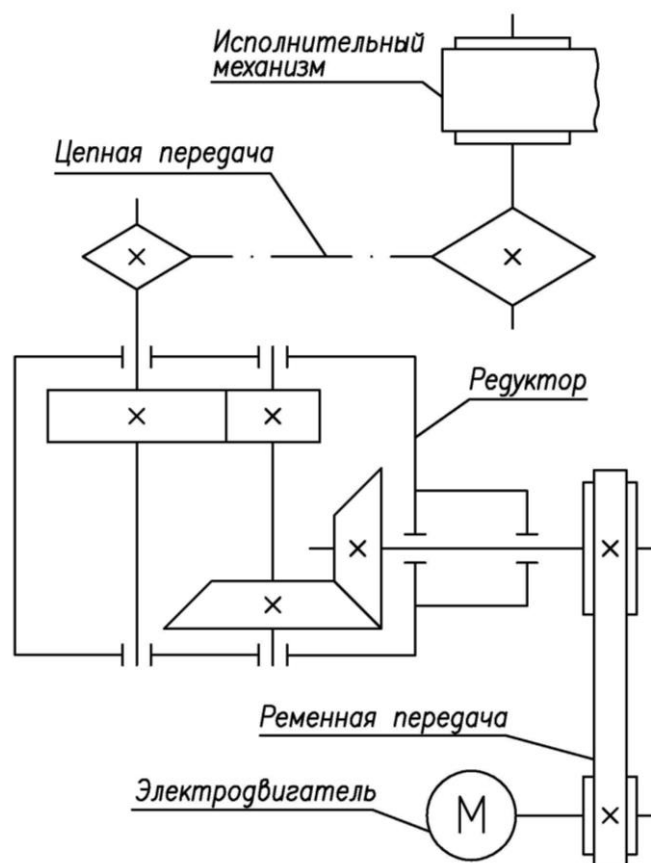 Исполнительный
механизм
Цепная передача
Редуктор
Ременная передача
Электродвигатель
М